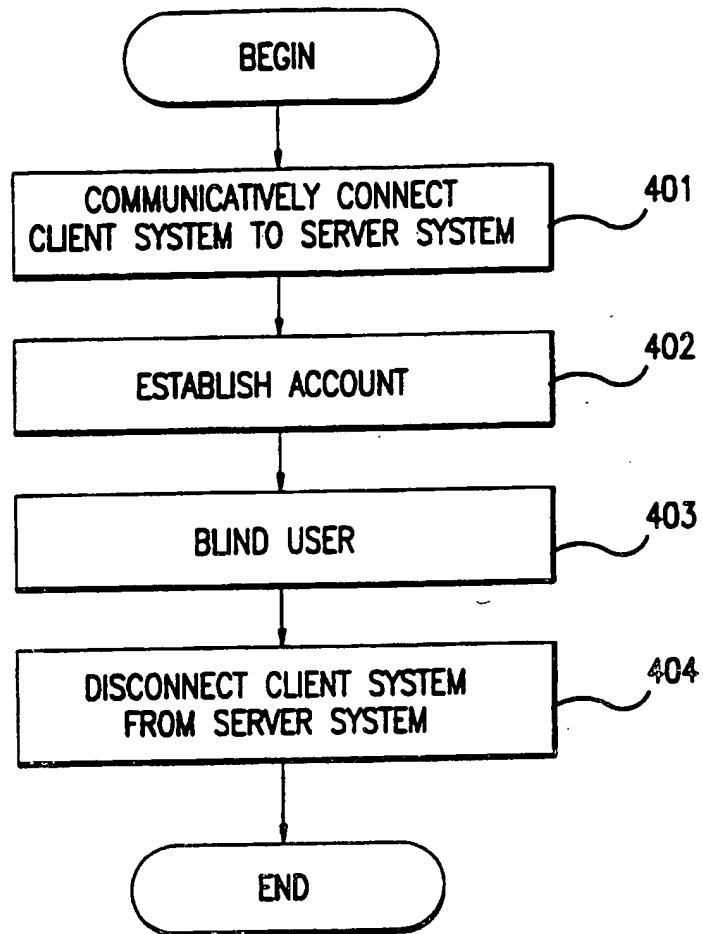 BEGIN
COMMUNICATIVELY CONNECT
CLIENT SYSTEM TO SERVER SYSTEM
401
ESTABLISH ACCOUNT
402
BLIND USER
403
DISCONNECT CLIENT SYSTEM
FROM SERVER SYSTEM
404
END